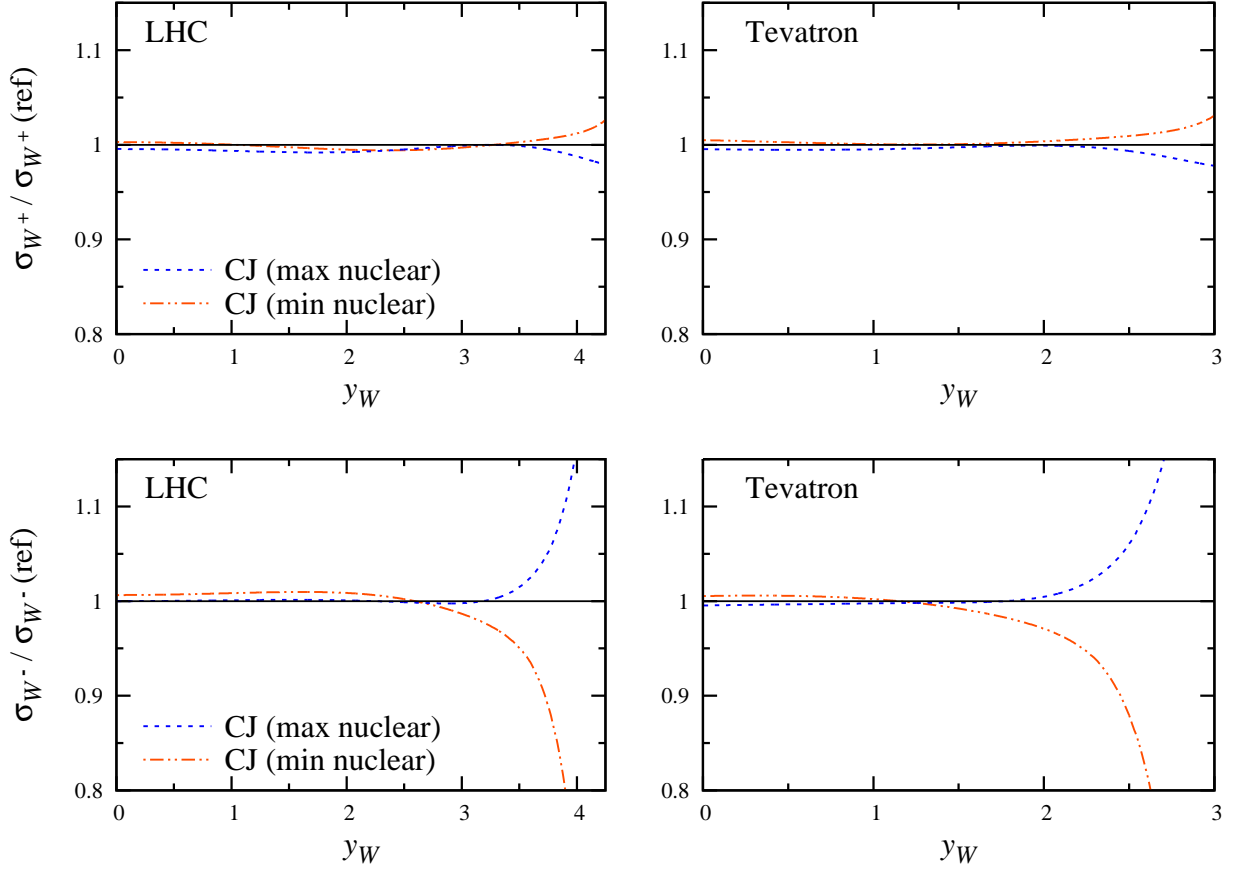 LHC
1.1
1
0.9
0.8
σW+ / σW+ (ref)
CJ (max nuclear)
CJ (min nuclear)
0 1 2 3 4
yW
Tevatron
1.1
1
0.9
0.8
0 1 2 3
yW
LHC
1.1
1
0.9
0.8
σW- / σW- (ref)
CJ (max nuclear)
CJ (min nuclear)
0 1 2 3 4
yW
Tevatron
1.1
1
0.9
0.8
0 1 2 3
yW